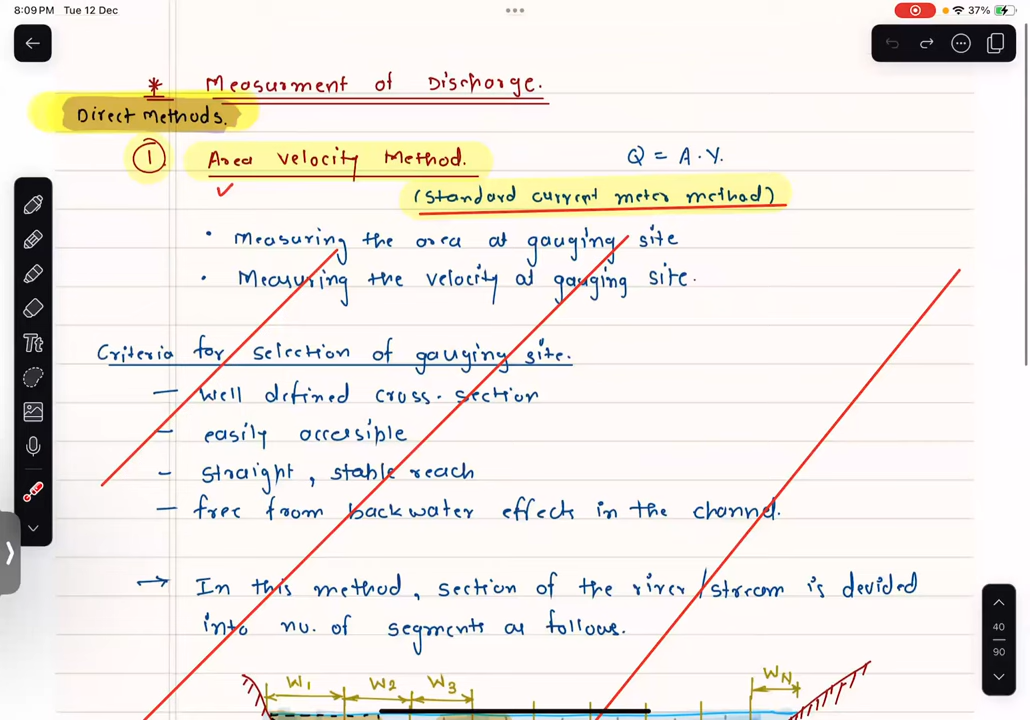 8:09 PM Tue 12 Dec
37%
* Measurment of Discharge.
Direct Methods.
① Area velocity Method. Q = A.V.
(Standard current meter method)
• Measuring the area at gauging site
• Measuring the velocity at gauging site.
Criteria for selection of gauging site.
— well defined cross-section
— easily accessible
— straight, stable reach
— free from backwater effects in the channel.
→ In this method, section of the river/stream is devided
into no. of segments as follows.
W1 W2 W3 WN
Tt
40
90